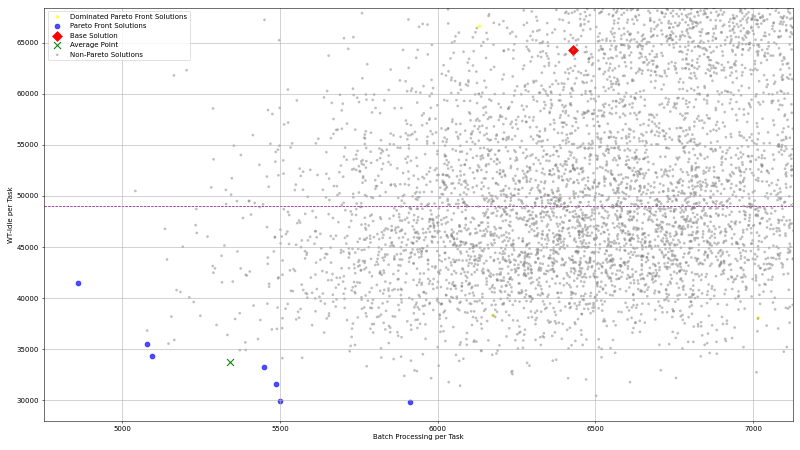 Dominated Pareto Front Solutions
Pareto Front Solutions
Base Solution
Average Point
Non-Pareto Solutions
65000
60000
55000
50000
45000
40000
35000
30000
WT-Idle per Task
5000
5500
6000
6500
7000
Batch Processing per Task